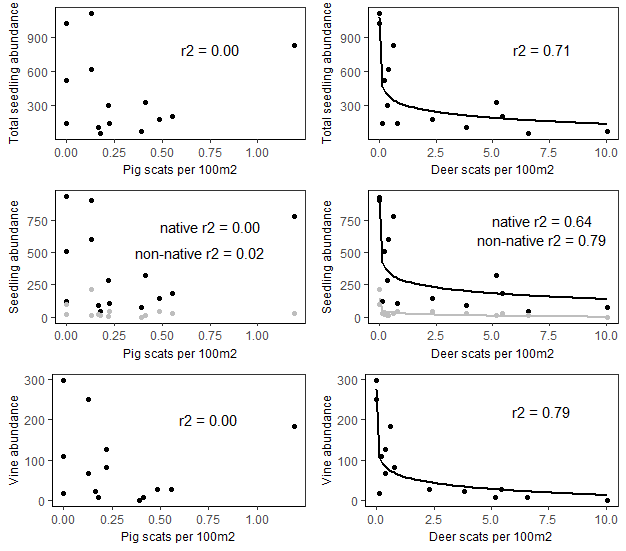 Total seedling abundance
900
600
300
r2 = 0.00
0.00 0.25 0.50 0.75 1.00
Pig scats per 100m2
Total seedling abundance
900
600
300
r2 = 0.71
0.0 2.5 5.0 7.5 10.0
Deer scats per 100m2
Seedling abundance
750
500
250
0
native r2 = 0.00
non-native r2 = 0.02
0.00 0.25 0.50 0.75 1.00
Pig scats per 100m2
Seedling abundance
750
500
250
0
native r2 = 0.64
non-native r2 = 0.79
0.0 2.5 5.0 7.5 10.0
Deer scats per 100m2
Vine abundance
300
200
100
0
r2 = 0.00
0.00 0.25 0.50 0.75 1.00
Pig scats per 100m2
Vine abundance
300
200
100
0
r2 = 0.79
0.0 2.5 5.0 7.5 10.0
Deer scats per 100m2